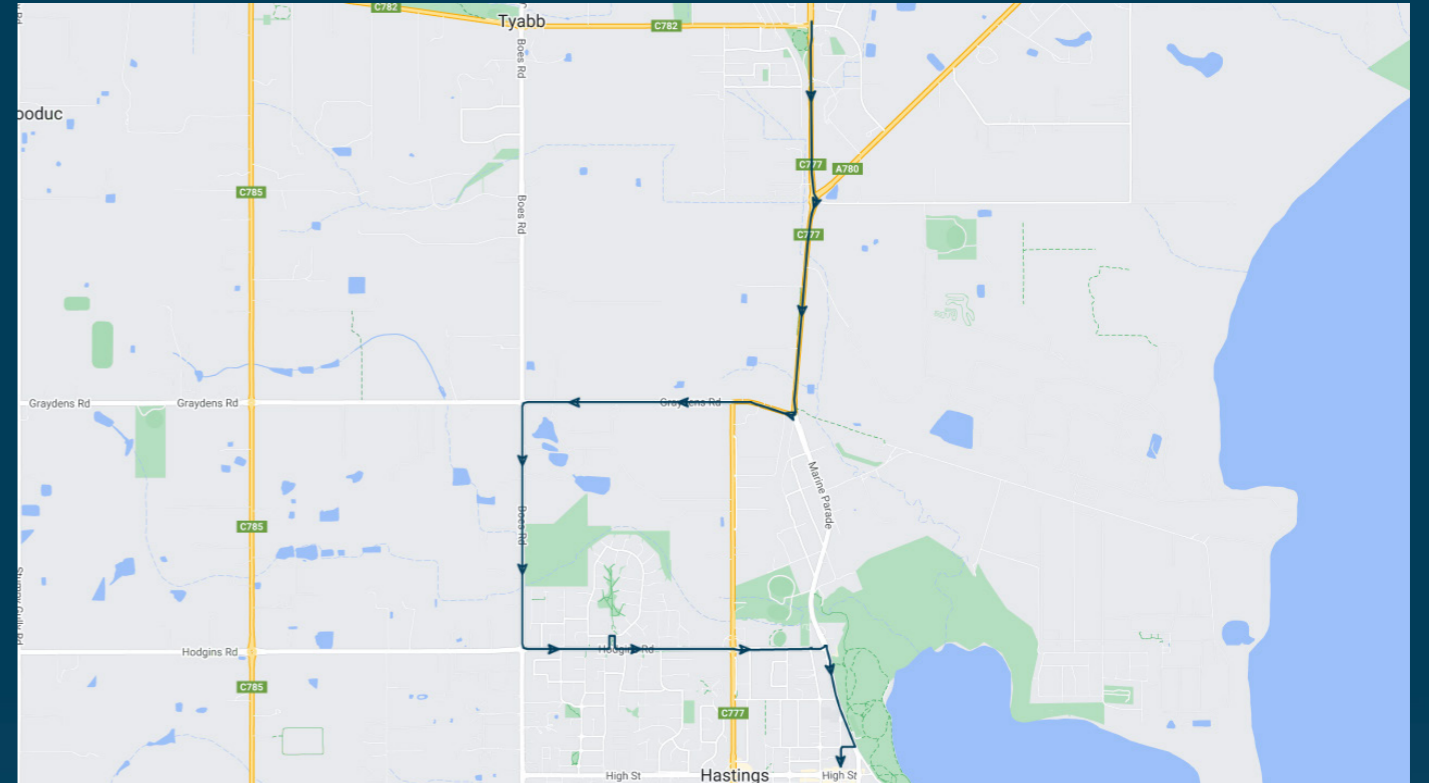 C782
Tyabb
C782
Boes Rd
ooduc
C777
A780
C785
Boes Rd
C777
Graydens Rd
Graydens Rd
Graydens Rd
Marine Parade
Boes Rd
C785
Hodgins Rd
Hodgins Rd
C785
C777
High St
Hastings
High St